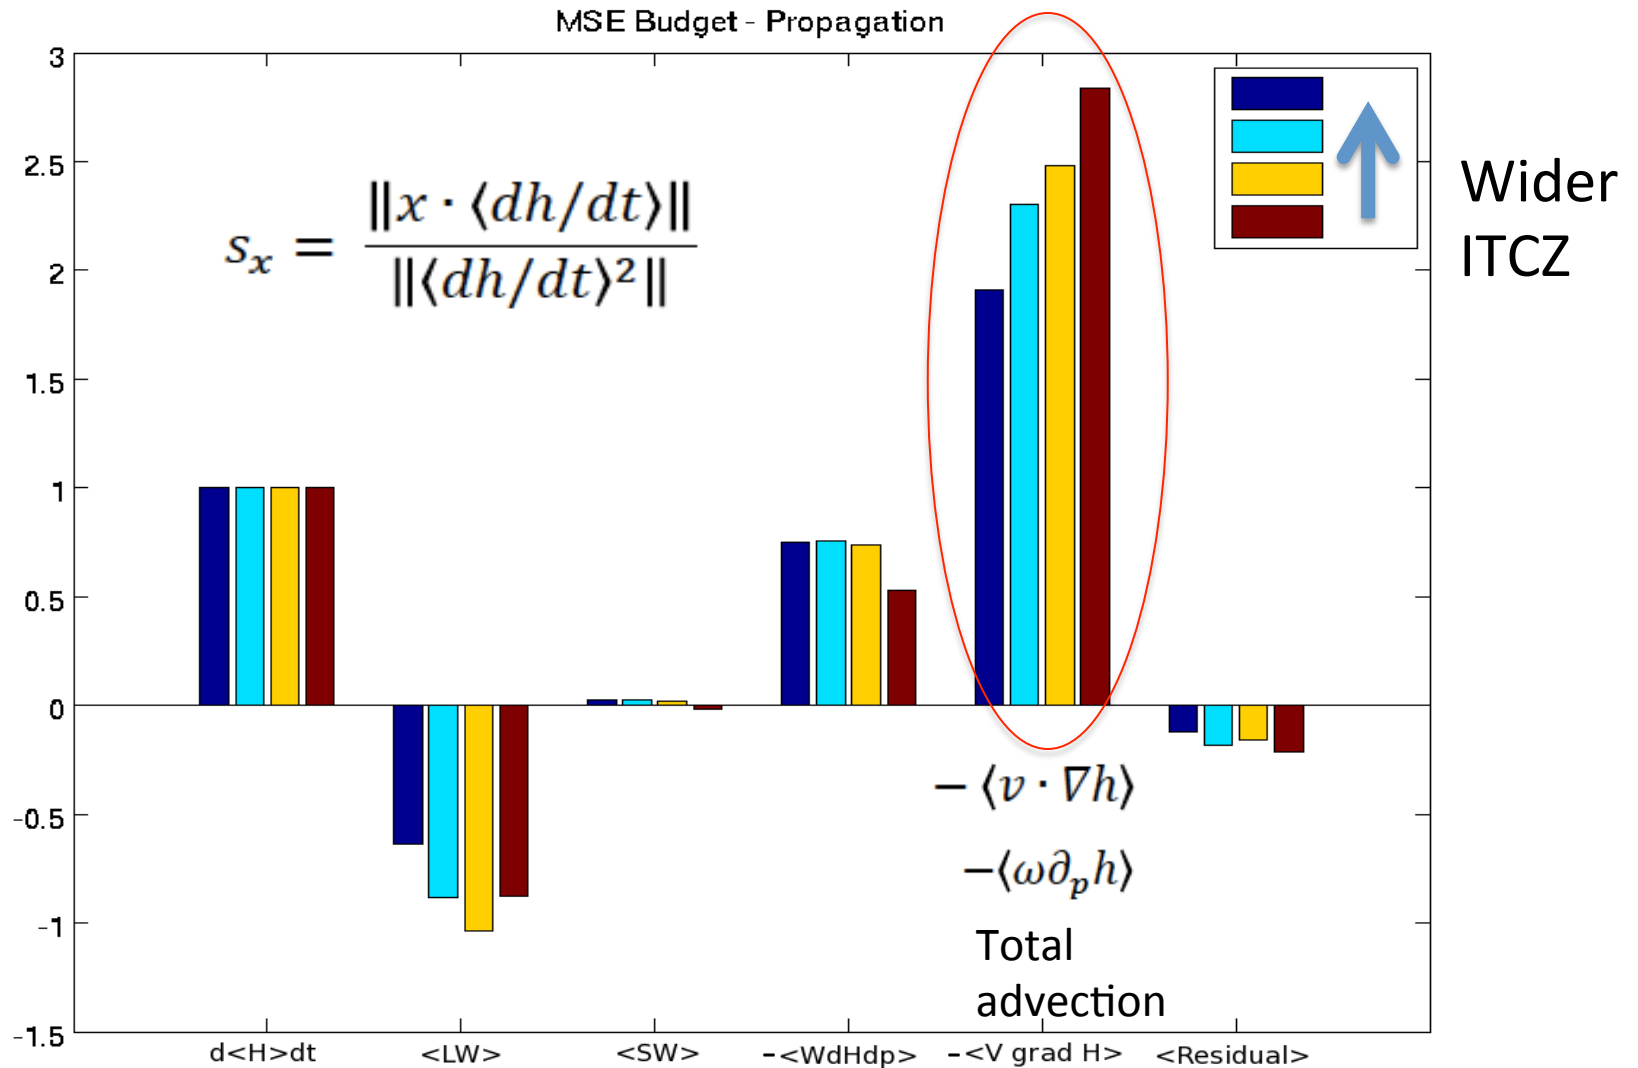 MSE Budget - Propagation
3
2.5
2
1.5
1
0.5
0
-0.5
-1
-1.5
s_x = ‖x · ⟨dh/dt⟩‖ / ‖⟨dh/dt⟩²‖
Wider
ITCZ
− ⟨v · ∇h⟩
−⟨ω∂_p h⟩
Total
advection
d<H>dt <LW> <SW> -<WdHdp> -<V grad H> <Residual>